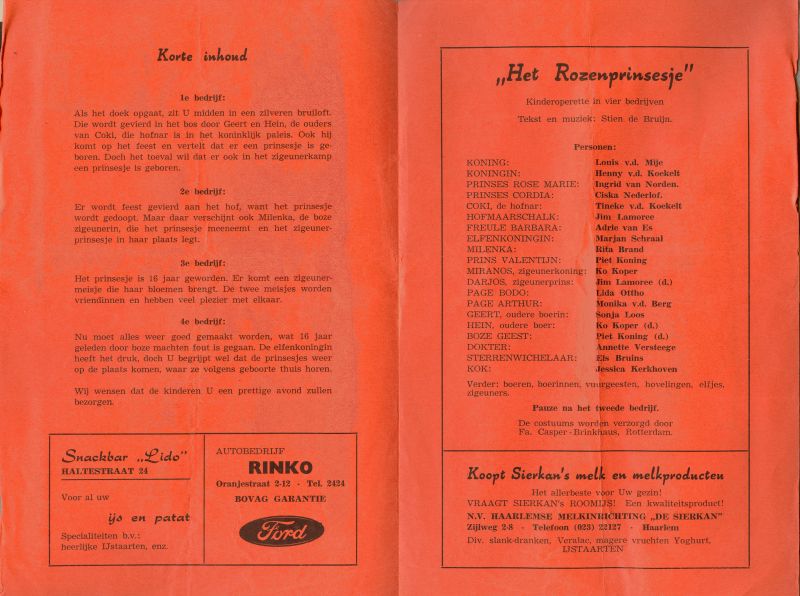 Korte inhoud
1e bedrijf:
Als het doek opgaat, zit U midden in een zilveren bruiloft.
Die wordt gevierd in het bos door Geert en Hein, de ouders
van Coki, die hofnar is in het koninklijk paleis. Ook hij
komt op het feest en vertelt dat er een prinsesje is ge-
boren. Doch het toeval wil dat er ook in het zigeunerkamp
een prinsesje is geboren.
2e bedrijf:
Er wordt feest gevierd aan het hof, want het prinsesje
wordt gedoopt. Maar daar verschijnt ook Milenka, de boze
zigeunerin, die het prinsesje meeneemt en het zigeuner-
prinsesje in haar plaats legt.
3e bedrijf:
Het prinsesje is 16 jaar geworden. Er komt een zigeuner-
meisje die haar bloemen brengt. De twee meisjes worden
vriendinnen en hebben veel plezier met elkaar.
4e bedrijf:
Nu moet alles weer goed gemaakt worden, wat 16 jaar
geleden door boze machten fout is gegaan. De elfenkoningin
heeft het druk, doch U begrijpt wel dat de prinsesjes weer
op de plaats komen, waar ze volgens geboorte thuis horen.
Wij wensen dat de kinderen U een prettige avond zullen
bezorgen.
Snackbar „Lido"
HALTESTRAAT 24
Voor al uw
ijs en patat
Specialiteiten b.v.:
heerlijke IJstaarten, enz.
AUTOBEDRIJF
RINKO
Oranjestraat 2-12 - Tel. 2424
BOVAG GARANTIE
Ford
„Het Rozenprinsesje"
Kinderoperette in vier bedrijven
Tekst en muziek: Stien de Bruijn.
Personen:
KONING: Louis v.d. Mije
KONINGIN: Henny v.d. Koekelt
PRINSES ROSE MARIE: Ingrid van Norden.
PRINSES CORDIA: Ciska Nederlof.
COKI, de hofnar: Tineke v.d. Koekelt
HOFMAARSCHALK: Jim Lamoree
FREULE BARBARA: Adrie van Es
ELFENKONINGIN: Marjan Schraal
MILENKA: Rita Brand
PRINS VALENTIJN: Piet Koning
MIRANOS, zigeunerkoning: Ko Koper
DARJOS, zigeunerprins: Jim Lamoree (d.)
PAGE BODO: Lida Ottho
PAGE ARTHUR: Monika v.d. Berg
GEERT, oudere boerin: Sonja Loos
HEIN, oudere boer: Ko Koper (d.)
BOZE GEEST: Piet Koning (d.)
DOKTER: Annette Versteege
STERRENWICHELAAR: Els Bruins
KOK: Jessica Kerkhoven
Verder: boeren, boerinnen, vuurgeesten, hovelingen, elfjes,
zigeuners.
Pauze na het tweede bedrijf.
De costuums worden verzorgd door
Fa. Casper-Brinkhaus, Rotterdam.
Koopt Sierkan's melk en melkproducten
Het allerbeste voor Uw gezin!
VRAAGT SIERKAN'S ROOMIJS! Een kwaliteitsproduct!
N.V. HAARLEMSE MELKINRICHTING „DE SIERKAN"
Zijlweg 2-8 - Telefoon (023) 22127 - Haarlem
Div. slank-dranken, Veralac, magere vruchten Yoghurt,
IJSTAARTEN